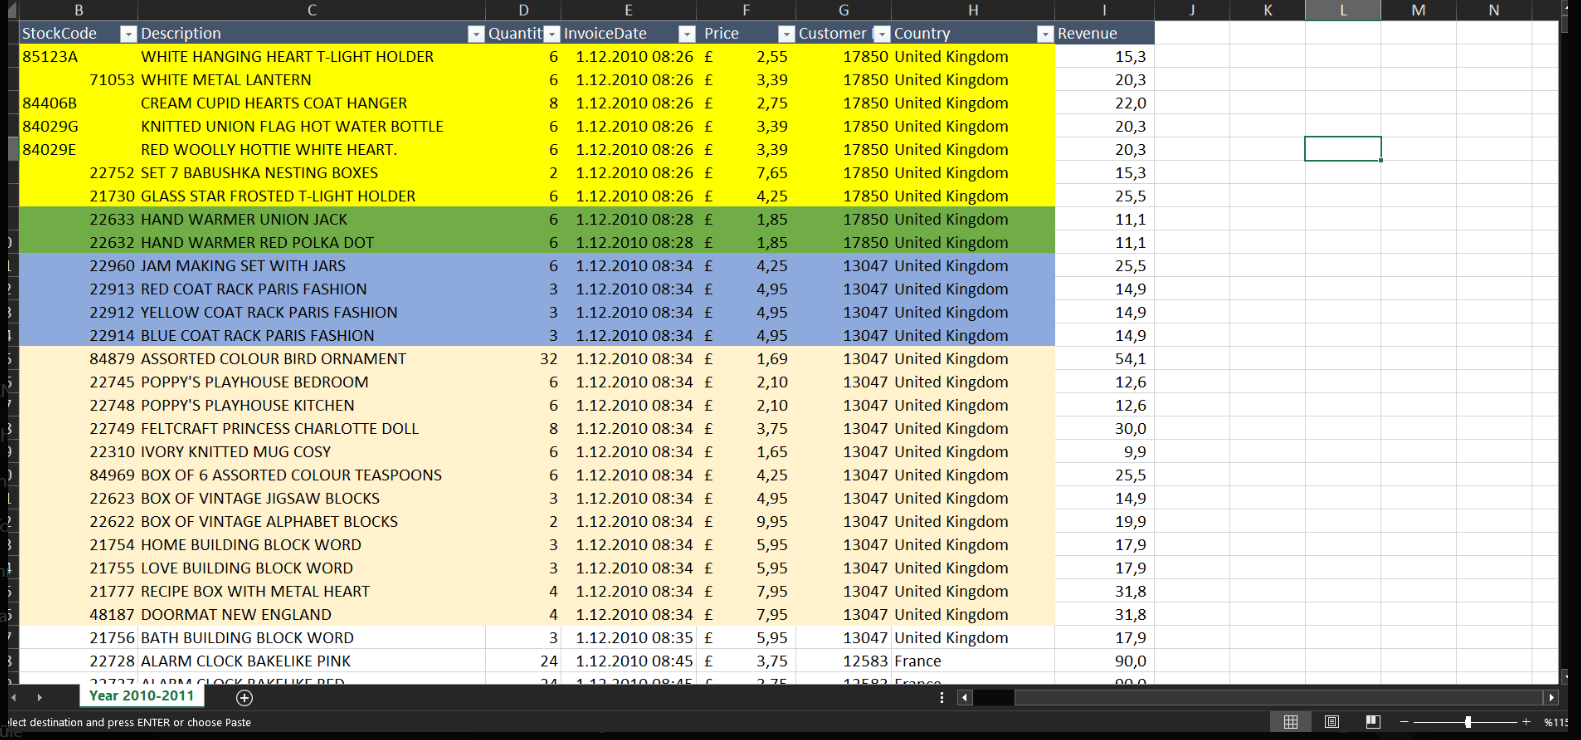 B C D E F G H I J K L M N
StockCode Description Quantit InvoiceDate Price Customer Country Revenue
85123A WHITE HANGING HEART T-LIGHT HOLDER 6 1.12.2010 08:26 £ 2,55 17850 United Kingdom 15,3
71053 WHITE METAL LANTERN 6 1.12.2010 08:26 £ 3,39 17850 United Kingdom 20,3
84406B CREAM CUPID HEARTS COAT HANGER 8 1.12.2010 08:26 £ 2,75 17850 United Kingdom 22,0
84029G KNITTED UNION FLAG HOT WATER BOTTLE 6 1.12.2010 08:26 £ 3,39 17850 United Kingdom 20,3
84029E RED WOOLLY HOTTIE WHITE HEART. 6 1.12.2010 08:26 £ 3,39 17850 United Kingdom 20,3
22752 SET 7 BABUSHKA NESTING BOXES 2 1.12.2010 08:26 £ 7,65 17850 United Kingdom 15,3
21730 GLASS STAR FROSTED T-LIGHT HOLDER 6 1.12.2010 08:26 £ 4,25 17850 United Kingdom 25,5
22633 HAND WARMER UNION JACK 6 1.12.2010 08:28 £ 1,85 17850 United Kingdom 11,1
22632 HAND WARMER RED POLKA DOT 6 1.12.2010 08:28 £ 1,85 17850 United Kingdom 11,1
22960 JAM MAKING SET WITH JARS 6 1.12.2010 08:34 £ 4,25 13047 United Kingdom 25,5
22913 RED COAT RACK PARIS FASHION 3 1.12.2010 08:34 £ 4,95 13047 United Kingdom 14,9
22912 YELLOW COAT RACK PARIS FASHION 3 1.12.2010 08:34 £ 4,95 13047 United Kingdom 14,9
22914 BLUE COAT RACK PARIS FASHION 3 1.12.2010 08:34 £ 4,95 13047 United Kingdom 14,9
84879 ASSORTED COLOUR BIRD ORNAMENT 32 1.12.2010 08:34 £ 1,69 13047 United Kingdom 54,1
22745 POPPY'S PLAYHOUSE BEDROOM 6 1.12.2010 08:34 £ 2,10 13047 United Kingdom 12,6
22748 POPPY'S PLAYHOUSE KITCHEN 6 1.12.2010 08:34 £ 2,10 13047 United Kingdom 12,6
22749 FELTCRAFT PRINCESS CHARLOTTE DOLL 8 1.12.2010 08:34 £ 3,75 13047 United Kingdom 30,0
22310 IVORY KNITTED MUG COSY 6 1.12.2010 08:34 £ 1,65 13047 United Kingdom 9,9
84969 BOX OF 6 ASSORTED COLOUR TEASPOONS 6 1.12.2010 08:34 £ 4,25 13047 United Kingdom 25,5
22623 BOX OF VINTAGE JIGSAW BLOCKS 3 1.12.2010 08:34 £ 4,95 13047 United Kingdom 14,9
22622 BOX OF VINTAGE ALPHABET BLOCKS 2 1.12.2010 08:34 £ 9,95 13047 United Kingdom 19,9
21754 HOME BUILDING BLOCK WORD 3 1.12.2010 08:34 £ 5,95 13047 United Kingdom 17,9
21755 LOVE BUILDING BLOCK WORD 3 1.12.2010 08:34 £ 5,95 13047 United Kingdom 17,9
21777 RECIPE BOX WITH METAL HEART 4 1.12.2010 08:34 £ 7,95 13047 United Kingdom 31,8
48187 DOORMAT NEW ENGLAND 4 1.12.2010 08:34 £ 7,95 13047 United Kingdom 31,8
21756 BATH BUILDING BLOCK WORD 3 1.12.2010 08:35 £ 5,95 13047 United Kingdom 17,9
22728 ALARM CLOCK BAKELIKE PINK 24 1.12.2010 08:45 £ 3,75 12583 France 90,0
22727 ALARM CLOCK BAKELIKE RED 24 1.12.2010 08:45 £ 3,75 12583 France 90,0
Year 2010-2011
elect destination and press ENTER or choose Paste %115